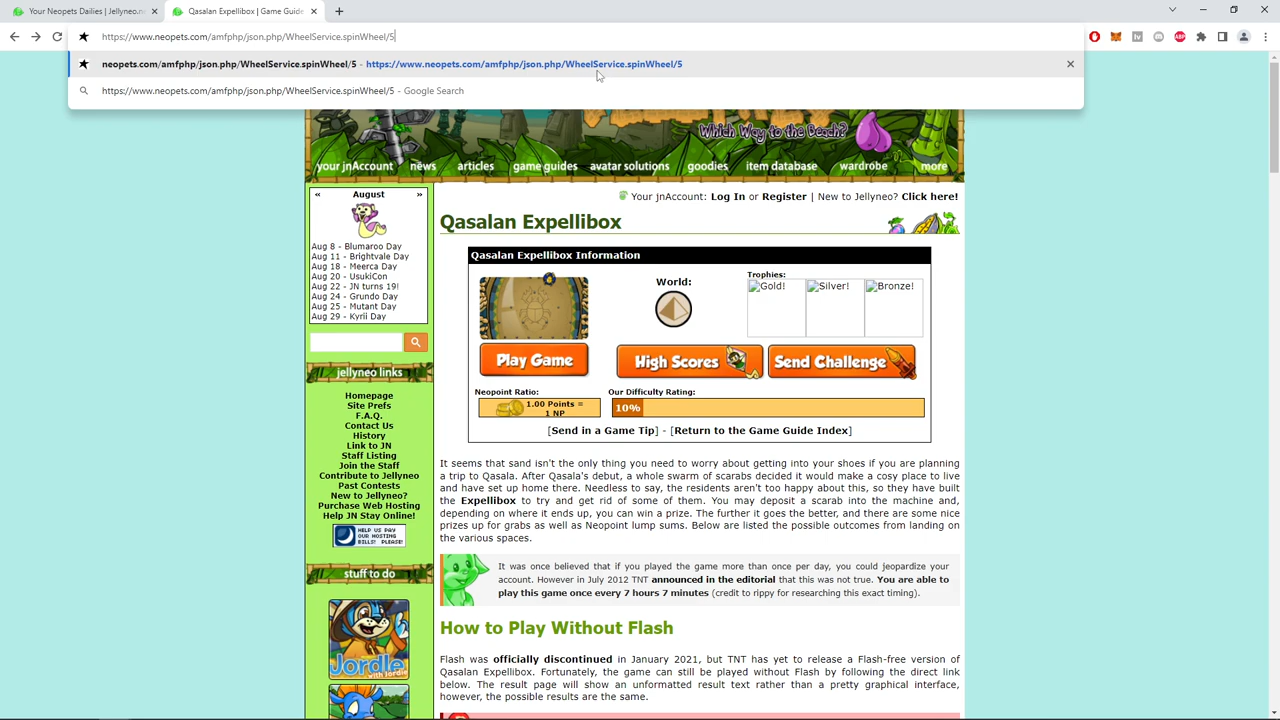 Your Neopets Dailies | Jellyneo.ne
Qasalan Expellibox | Game Guide
https://www.neopets.com/amfphp/json.php/WheelService.spinWheel/5
neopets.com/amfphp/json.php/WheelService.spinWheel/5 - https://www.neopets.com/amfphp/json.php/WheelService.spinWheel/5
https://www.neopets.com/amfphp/json.php/WheelService.spinWheel/5 - Google Search
Which Way to the Beach?
your jnAccount news articles game guides avatar solutions goodies item database wardrobe more
« August »
Aug 8 - Blumaroo Day
Aug 11 - Brightvale Day
Aug 18 - Meerca Day
Aug 20 - UsukiCon
Aug 22 - JN turns 19!
Aug 24 - Grundo Day
Aug 25 - Mutant Day
Aug 29 - Kyrii Day
jellyneo links
Homepage
Site Prefs
F.A.Q.
Contact Us
History
Link to JN
Staff Listing
Join the Staff
Contribute to Jellyneo
Past Contests
New to Jellyneo?
Purchase Web Hosting
Help JN Stay Online!
HELP US PAY
OUR HOSTING
BILLS! PLEASE!
stuff to do
Jordle
with Jordie
Your jnAccount: Log In or Register | New to Jellyneo? Click here!
Qasalan Expellibox
Qasalan Expellibox Information
World:
Trophies:
Gold! Silver! Bronze!
Play Game
High Scores
Send Challenge
Neopoint Ratio:
1.00 Points =
1 NP
Our Difficulty Rating:
10%
[Send in a Game Tip] - [Return to the Game Guide Index]
It seems that sand isn't the only thing you need to worry about getting into your shoes if you are planning
a trip to Qasala. After Qasala's debut, a whole swarm of scarabs decided it would make a cosy place to live
and have set up home there. Needless to say, the residents aren't too happy about this, so they have built
the Expellibox to try and get rid of some of them. You may deposit a scarab into the machine and,
depending on where it ends up, you can win a prize. The further it goes the better, and there are some nice
prizes up for grabs as well as Neopoint lump sums. Below are listed the possible outcomes from landing on
the various spaces.
It was once believed that if you played the game more than once per day, you could jeopardize your
account. However in July 2012 TNT announced in the editorial that this was not true. You are able to
play this game once every 7 hours 7 minutes (credit to rippy for researching this exact timing).
How to Play Without Flash
Flash was officially discontinued in January 2021, but TNT has yet to release a Flash-free version of
Qasalan Expellibox. Fortunately, the game can still be played without Flash by following the direct link
below. The result page will show an unformatted result text rather than a pretty graphical interface,
however, the possible results are the same.